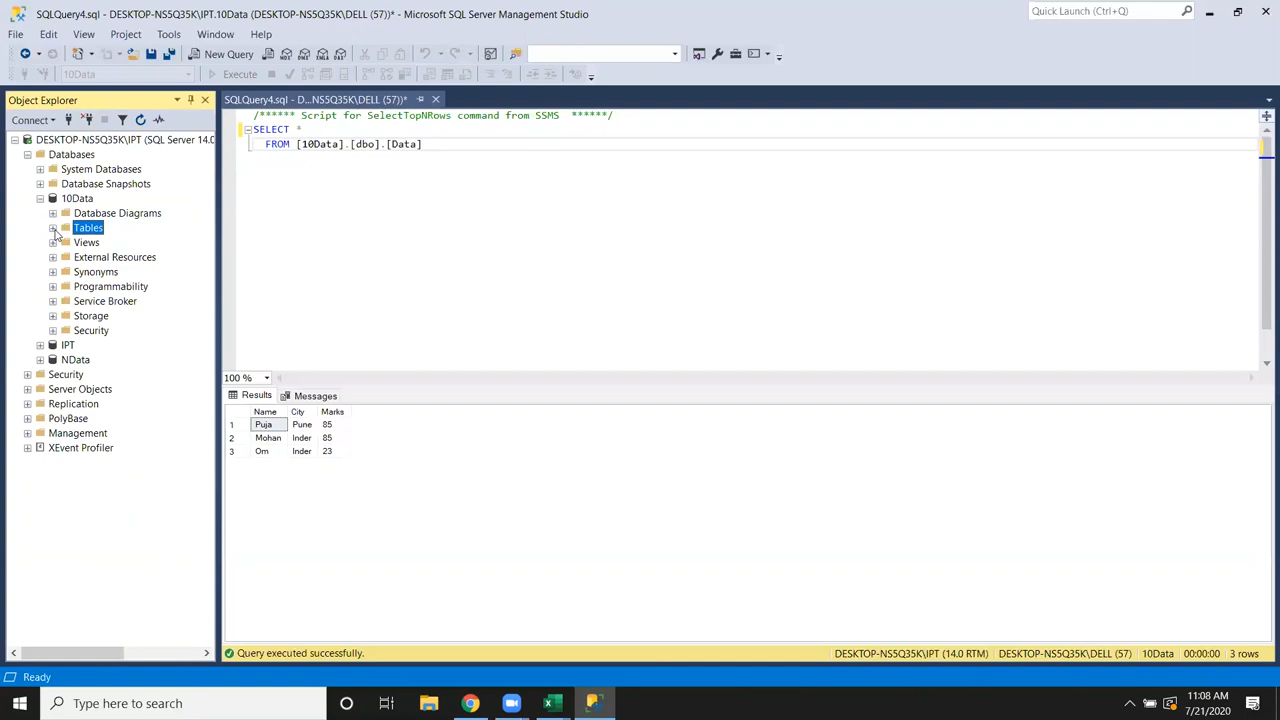 SQLQuery4.sql - DESKTOP-NS5Q35K\IPT.10Data (DESKTOP-NS5Q35K\DELL (57))* - Microsoft SQL Server Management Studio
Quick Launch (Ctrl+Q)
File Edit View Project Tools Window Help
New Query
MDX DMX XMLA DAX
10Data
Execute
Object Explorer
SQLQuery4.sql - D...NS5Q35K\DELL (57))*
Connect
/****** Script for SelectTopNRows command from SSMS ******/
SELECT *
FROM [10Data].[dbo].[Data]
DESKTOP-NS5Q35K\IPT (SQL Server 14.0
Databases
System Databases
Database Snapshots
10Data
Database Diagrams
Tables
Views
External Resources
Synonyms
Programmability
Service Broker
Storage
Security
IPT
NData
Security
Server Objects
Replication
PolyBase
Management
XEvent Profiler
100 %
Results Messages
Name City Marks
1 Puja Pune 85
2 Mohan Inder 85
3 Om Inder 23
Query executed successfully.
DESKTOP-NS5Q35K\IPT (14.0 RTM) DESKTOP-NS5Q35K\DELL (57) 10Data 00:00:00 3 rows
Ready
Type here to search
11:08 AM
7/21/2020